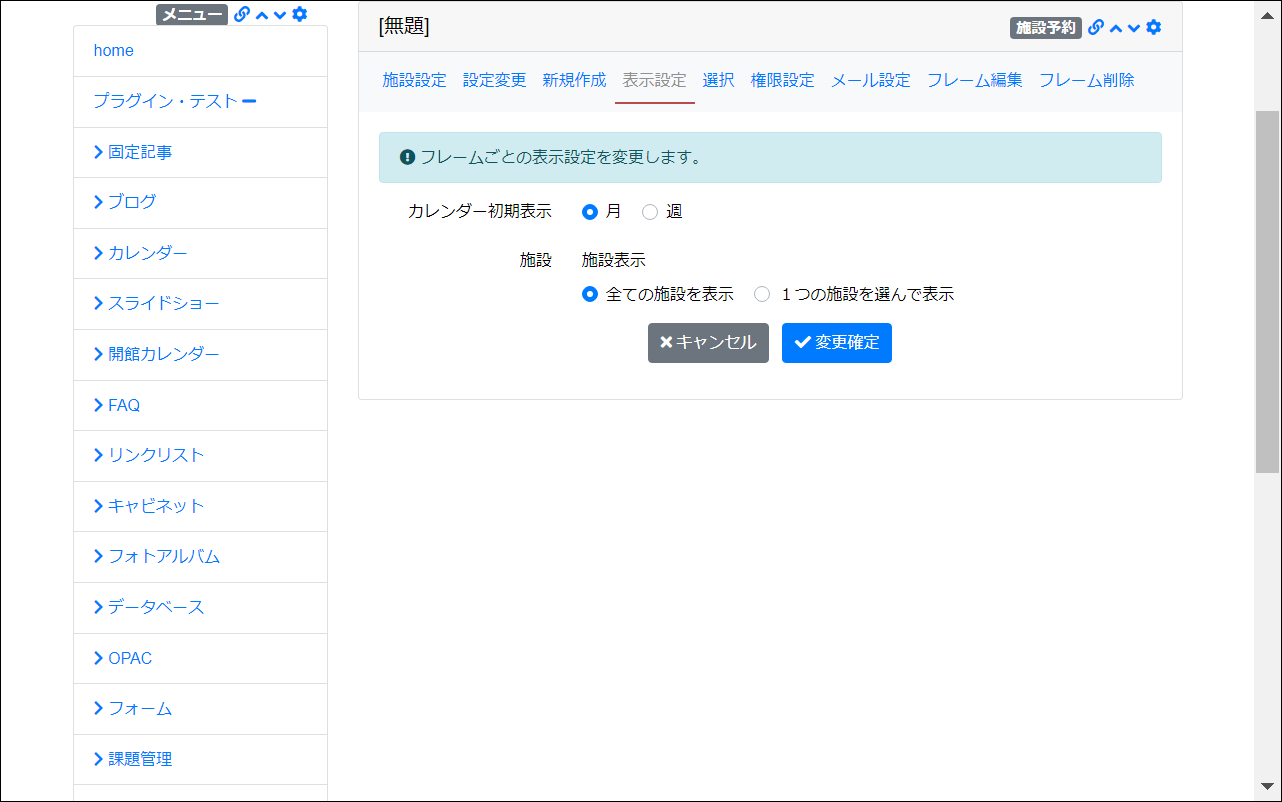 メニュー
home
プラグイン・テスト
固定記事
ブログ
カレンダー
スライドショー
開館カレンダー
FAQ
リンクリスト
キャビネット
フォトアルバム
データベース
OPAC
フォーム
課題管理
[無題]
施設予約
施設設定 設定変更 新規作成 表示設定 選択 権限設定 メール設定 フレーム編集 フレーム削除
フレームごとの表示設定を変更します。
カレンダー初期表示 月 週
施設 施設表示
全ての施設を表示 １つの施設を選んで表示
キャンセル 変更確定